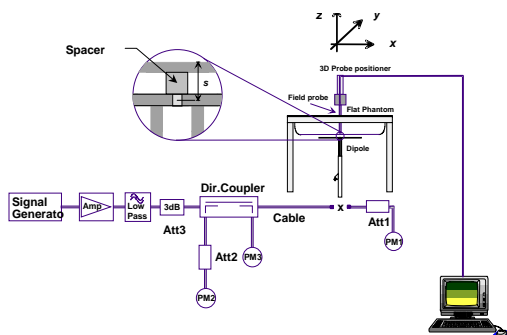 z
y
x
Spacer
s
3D Probe positioner
Field probe
Flat Phantom
Dipole
Dir.Coupler
Signal
Generato
Amp
Low
Pass
3dB
Cable
x
Att1
Att3
Att2
PM3
PM1
PM2